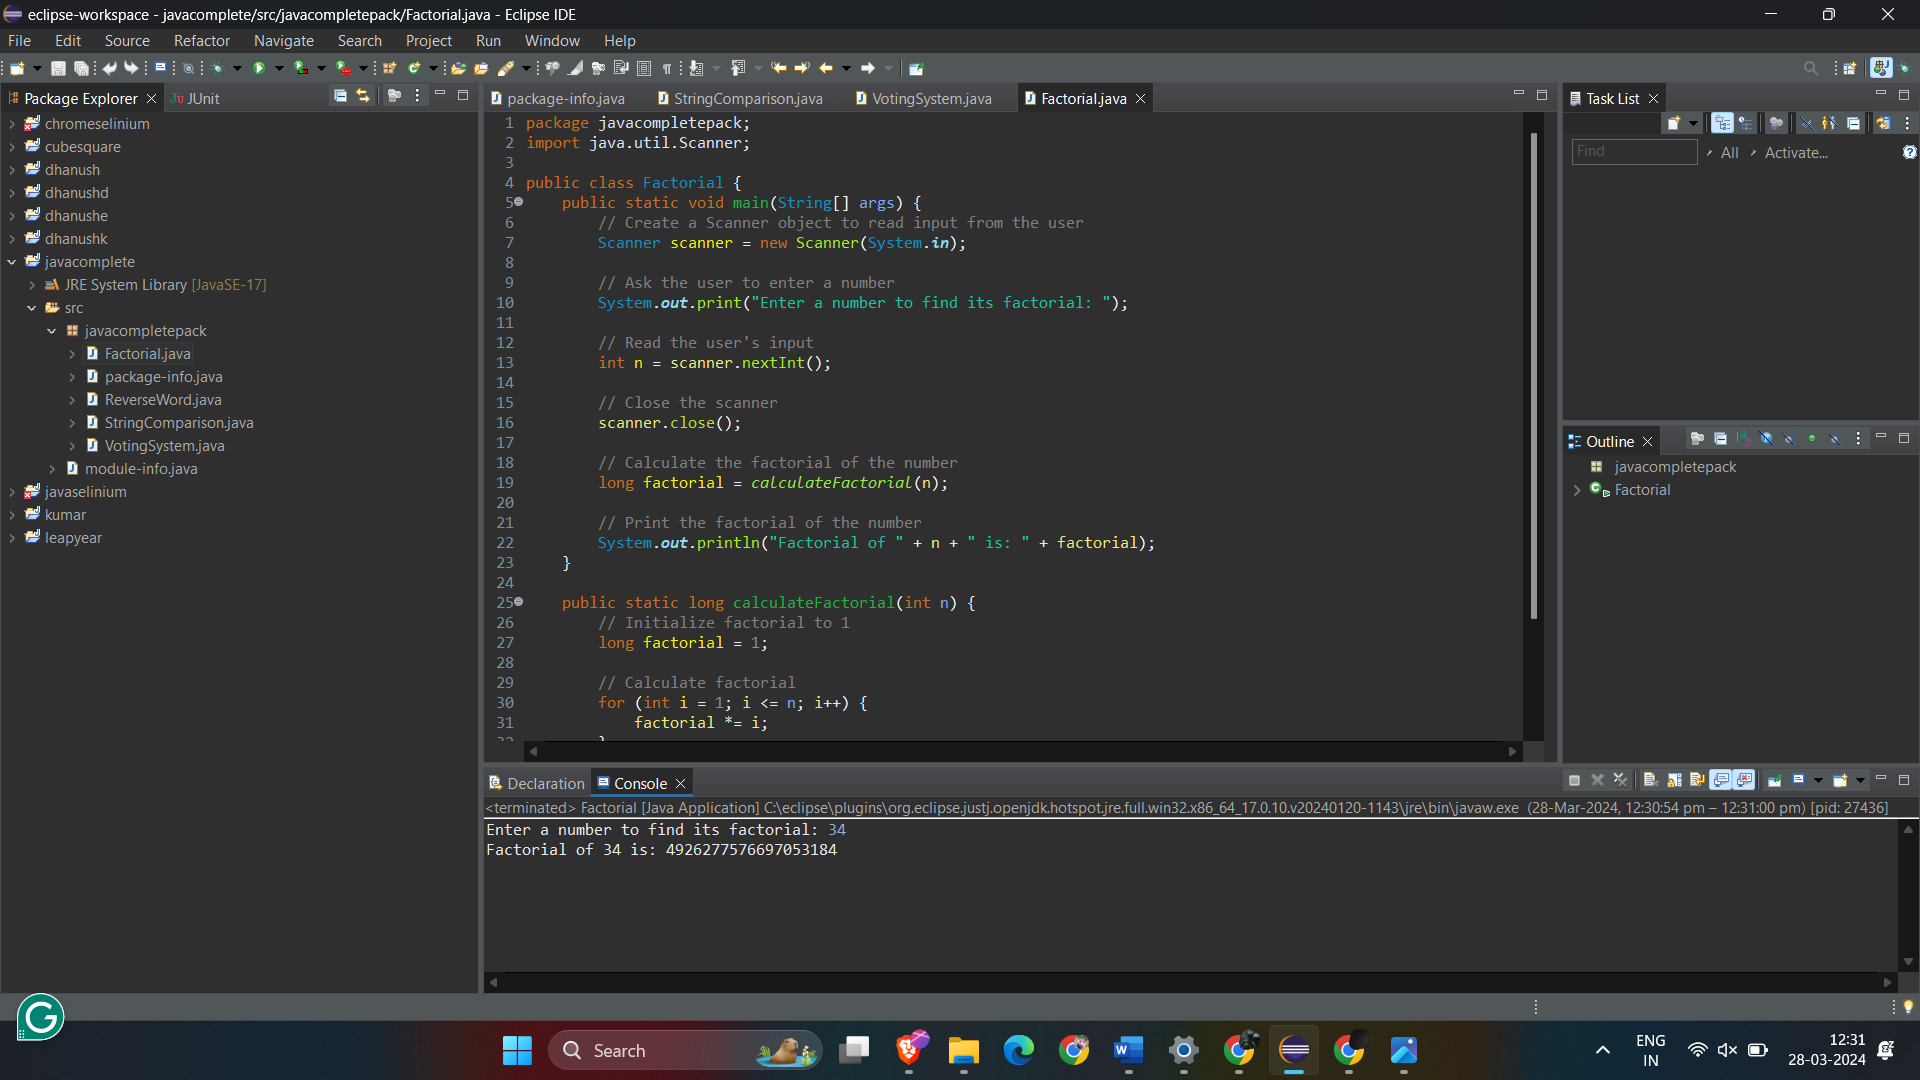 eclipse-workspace - javacomplete/src/javacompletepack/Factorial.java - Eclipse IDE
File Edit Source Refactor Navigate Search Project Run Window Help
Package Explorer JUnit
chromeselinium
cubesquare
dhanush
dhanushd
dhanushe
dhanushk
javacomplete
JRE System Library [JavaSE-17]
src
javacompletepack
Factorial.java
package-info.java
ReverseWord.java
StringComparison.java
VotingSystem.java
module-info.java
javaselinium
kumar
leapyear
package-info.java StringComparison.java VotingSystem.java Factorial.java
1 package javacompletepack;
2 import java.util.Scanner;
3
4 public class Factorial {
5 public static void main(String[] args) {
6 // Create a Scanner object to read input from the user
7 Scanner scanner = new Scanner(System.in);
8
9 // Ask the user to enter a number
10 System.out.print("Enter a number to find its factorial: ");
11
12 // Read the user's input
13 int n = scanner.nextInt();
14
15 // Close the scanner
16 scanner.close();
17
18 // Calculate the factorial of the number
19 long factorial = calculateFactorial(n);
20
21 // Print the factorial of the number
22 System.out.println("Factorial of " + n + " is: " + factorial);
23 }
24
25 public static long calculateFactorial(int n) {
26 // Initialize factorial to 1
27 long factorial = 1;
28
29 // Calculate factorial
30 for (int i = 1; i <= n; i++) {
31 factorial *= i;
Task List
Find All Activate...
Outline
javacompletepack
Factorial
Declaration Console
<terminated> Factorial [Java Application] C:\eclipse\plugins\org.eclipse.justj.openjdk.hotspot.jre.full.win32.x86_64_17.0.10.v20240120-1143\jre\bin\javaw.exe (28-Mar-2024, 12:30:54 pm – 12:31:00 pm) [pid: 27436]
Enter a number to find its factorial: 34
Factorial of 34 is: 4926277576697053184
Search
ENG
IN
12:31
28-03-2024